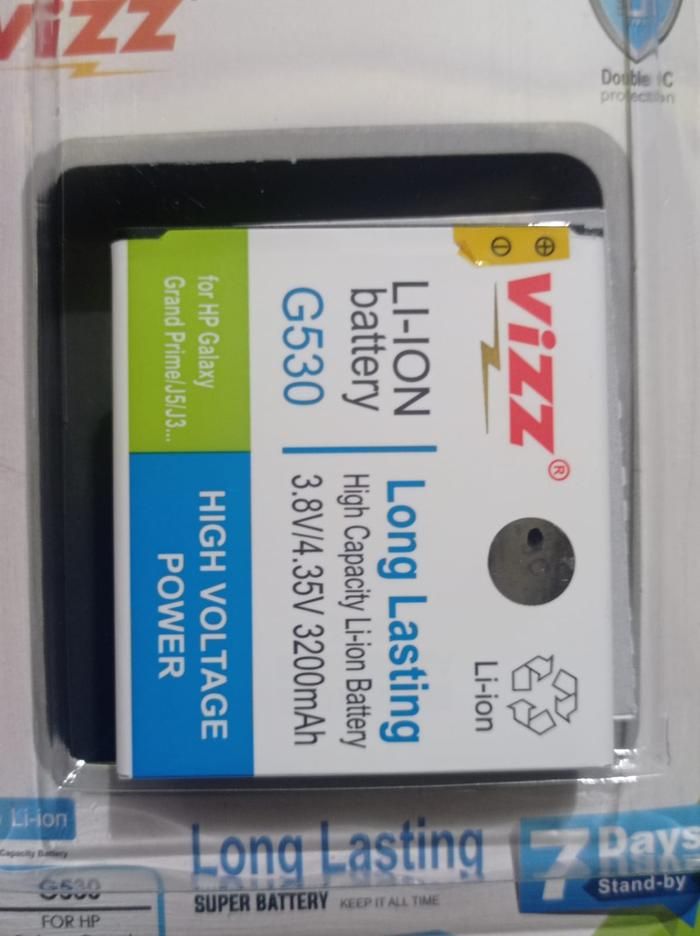 vizz
Double IC
protection
vizz®
Li-ion
LI-ION
battery
G530
Long Lasting
High Capacity Li-ion Battery
3.8V/4.35V 3200mAh
for HP Galaxy
Grand Prime/J5/J3...
HIGH VOLTAGE
POWER
Li-ion
Capacity Battery
G530
FOR HP
Long Lasting
SUPER BATTERY KEEP IT ALL TIME
7 Days
Stand-by